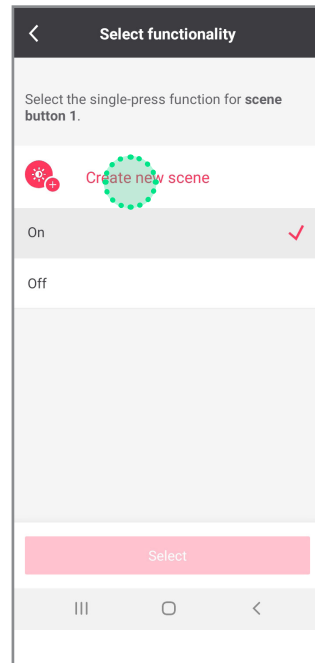 Select functionality
Select the single-press function for scene
button 1.
Create new scene
On
Off
Select